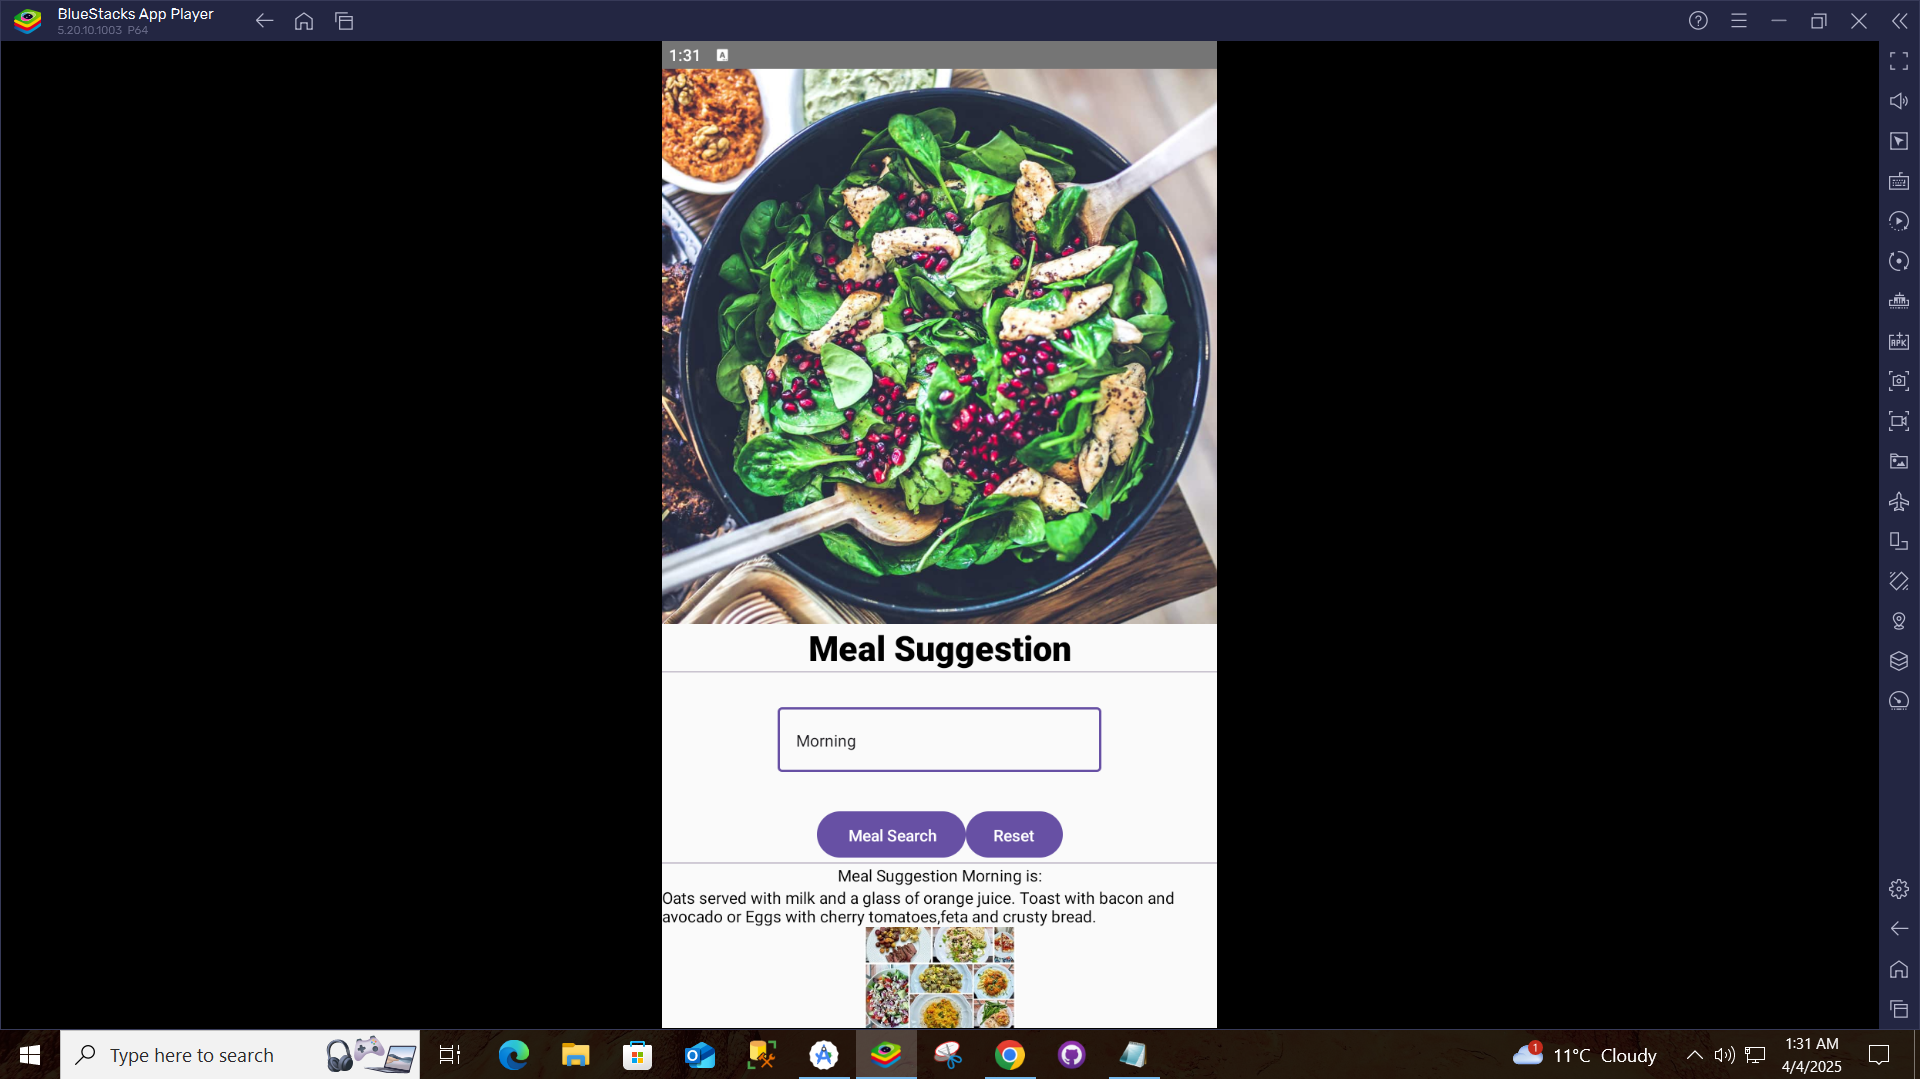 BlueStacks App Player
5.20.10.1003 P64
1:31
Meal Suggestion
Morning
Meal Search
Reset
Meal Suggestion Morning is:
Oats served with milk and a glass of orange juice. Toast with bacon and
avocado or Eggs with cherry tomatoes,feta and crusty bread.
Type here to search
1
11°C Cloudy
1:31 AM
4/4/2025